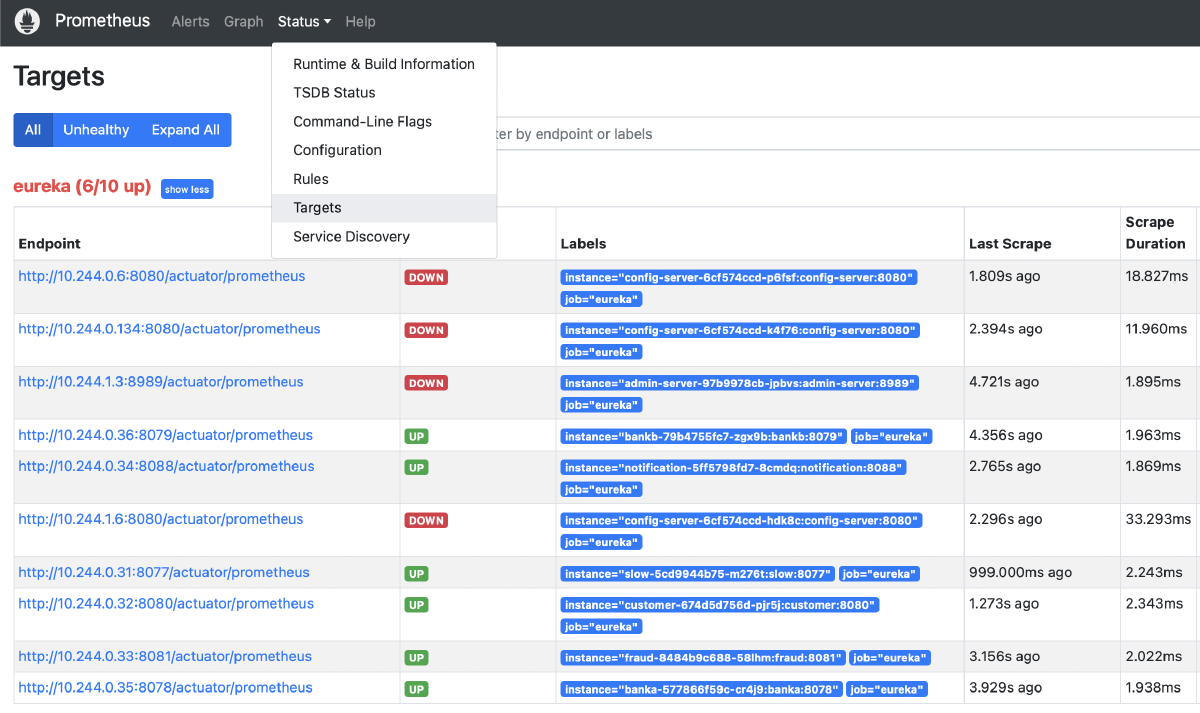 Prometheus Alerts Graph Status Help
Runtime & Build Information
TSDB Status
Command-Line Flags
Configuration
Rules
Targets
Service Discovery
Targets
All Unhealthy Expand All
by endpoint or labels
eureka (6/10 up) show less
Endpoint Labels Last Scrape Scrape Duration
http://10.244.0.6:8080/actuator/prometheus DOWN instance="config-server-6cf574ccd-p6fsf:config-server:8080" 1.809s ago 18.827ms
job="eureka"
http://10.244.0.134:8080/actuator/prometheus DOWN instance="config-server-6cf574ccd-k4f76:config-server:8080" 2.394s ago 11.960ms
job="eureka"
http://10.244.1.3:8989/actuator/prometheus DOWN instance="admin-server-97b9978cb-jpbvs:admin-server:8989" 4.721s ago 1.895ms
job="eureka"
http://10.244.0.36:8079/actuator/prometheus UP instance="bankb-79b4755fc7-zgx9b:bankb:8079" job="eureka" 4.356s ago 1.963ms
http://10.244.0.34:8088/actuator/prometheus UP instance="notification-5ff5798fd7-8cmdq:notification:8088" 2.765s ago 1.869ms
job="eureka"
http://10.244.1.6:8080/actuator/prometheus DOWN instance="config-server-6cf574ccd-hdk8c:config-server:8080" 2.296s ago 33.293ms
job="eureka"
http://10.244.0.31:8077/actuator/prometheus UP instance="slow-5cd9944b75-m276t:slow:8077" job="eureka" 999.000ms ago 2.243ms
http://10.244.0.32:8080/actuator/prometheus UP instance="customer-674d5d756d-pjr5j:customer:8080" 1.273s ago 2.343ms
job="eureka"
http://10.244.0.33:8081/actuator/prometheus UP instance="fraud-8484b9c688-58lhm:fraud:8081" job="eureka" 3.156s ago 2.022ms
http://10.244.0.35:8078/actuator/prometheus UP instance="banka-577866f59c-cr4j9:banka:8078" job="eureka" 3.929s ago 1.938ms